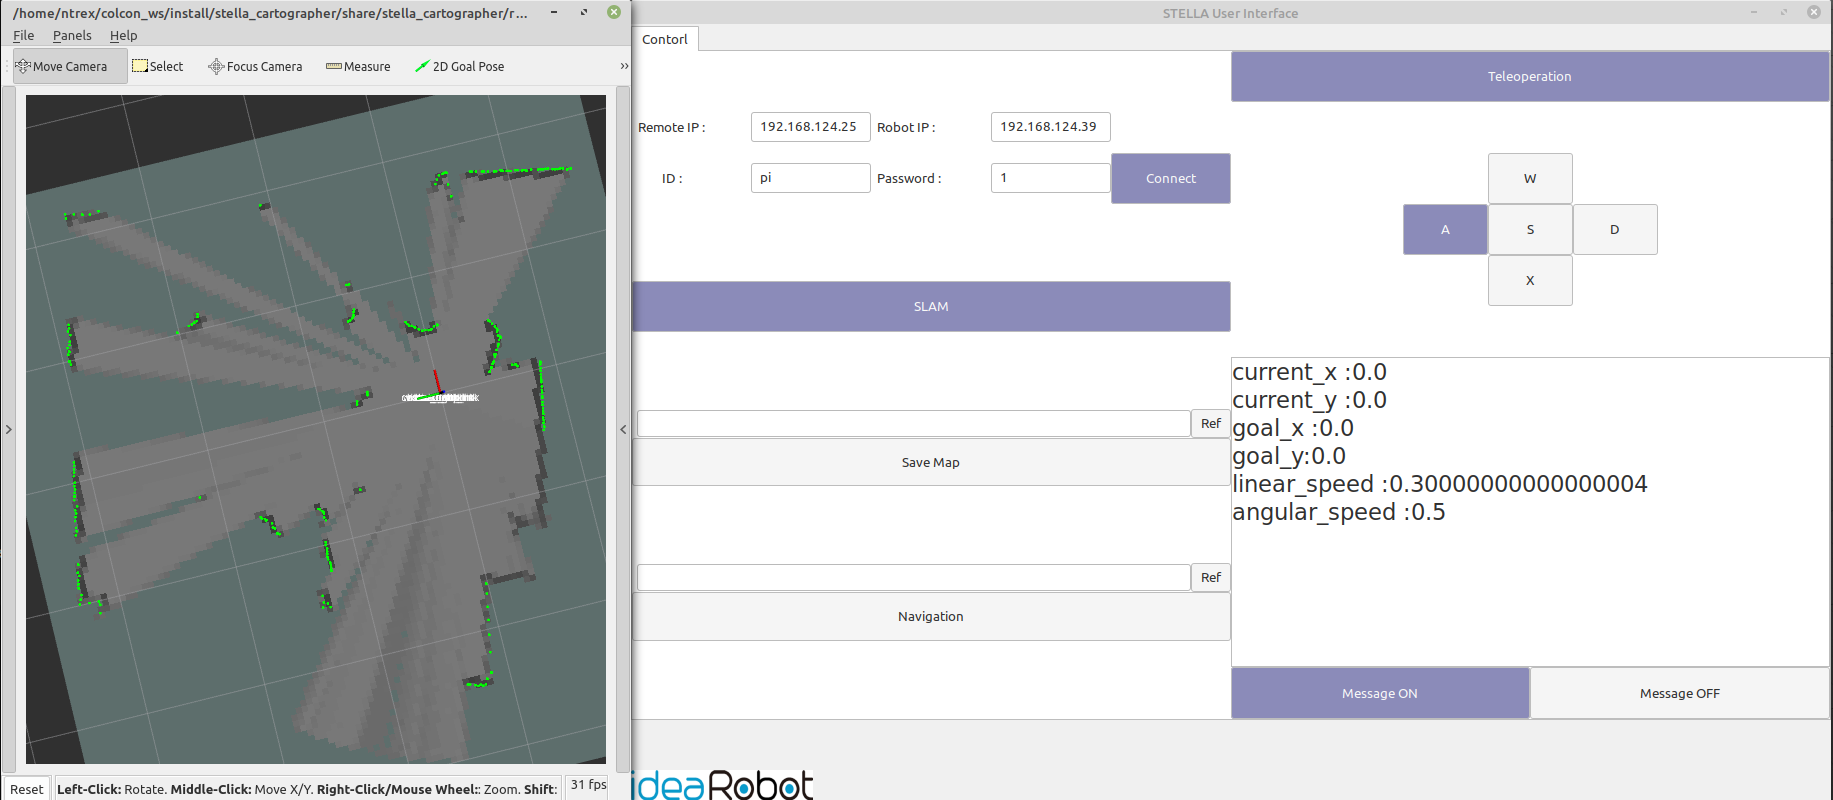 /home/ntrex/colcon_ws/install/stella_cartographer/share/stella_cartographer/r...
File Panels Help
Move Camera Select Focus Camera Measure 2D Goal Pose »
Reset Left-Click: Rotate. Middle-Click: Move X/Y. Right-Click/Mouse Wheel:: Zoom. Shift: 31 fps
STELLA User Interface
Contorl
Remote IP : 192.168.124.25 Robot IP : 192.168.124.39
ID : pi Password : 1 Connect
SLAM
Ref
Save Map
Ref
Navigation
Teleoperation
W
A S D
X
current_x :0.0
current_y :0.0
goal_x :0.0
goal_y:0.0
linear_speed :0.30000000000000004
angular_speed :0.5
Message ON Message OFF
ideaRobot